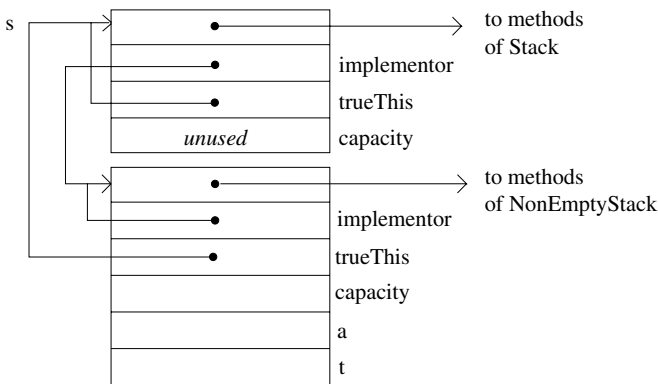 s
to methods
of Stack
implementor
trueThis
unused
capacity
to methods
of NonEmptyStack
implementor
trueThis
capacity
a
t